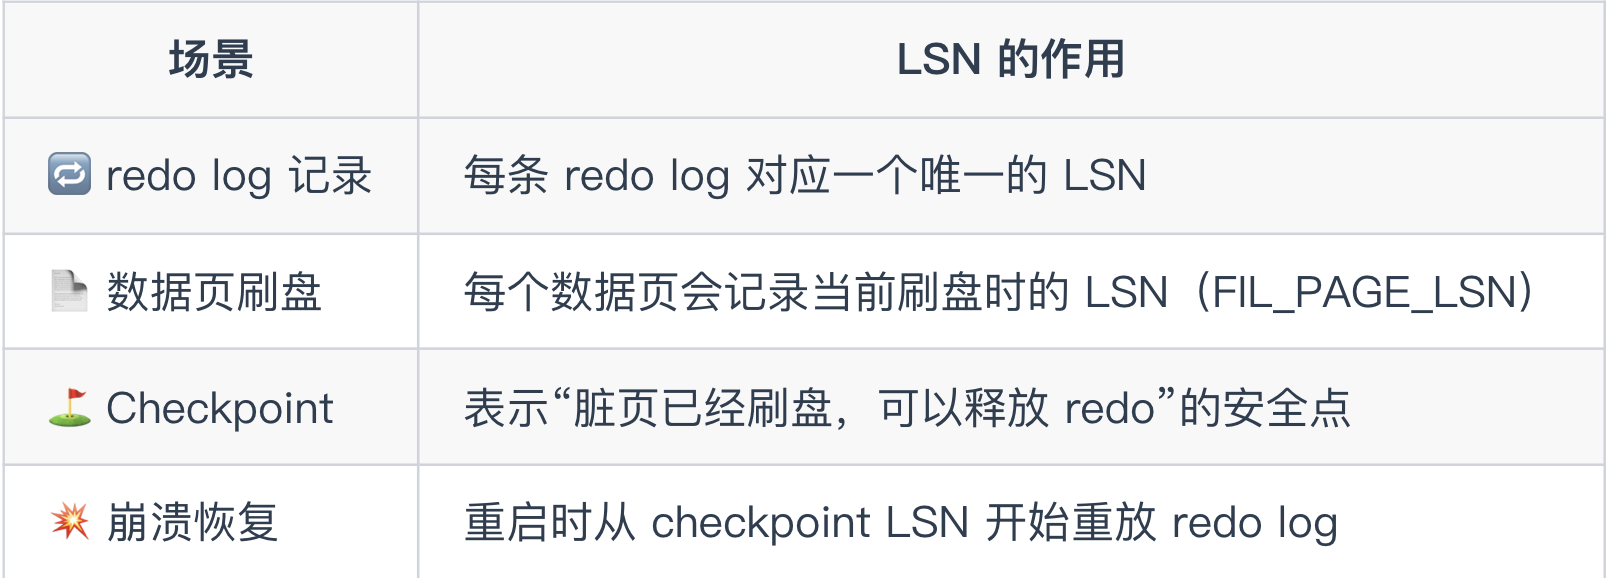 场景 LSN 的作用
redo log 记录 每条 redo log 对应一个唯一的 LSN
数据页刷盘 每个数据页会记录当前刷盘时的 LSN（FIL_PAGE_LSN）
Checkpoint 表示“脏页已经刷盘，可以释放 redo”的安全点
崩溃恢复 重启时从 checkpoint LSN 开始重放 redo log